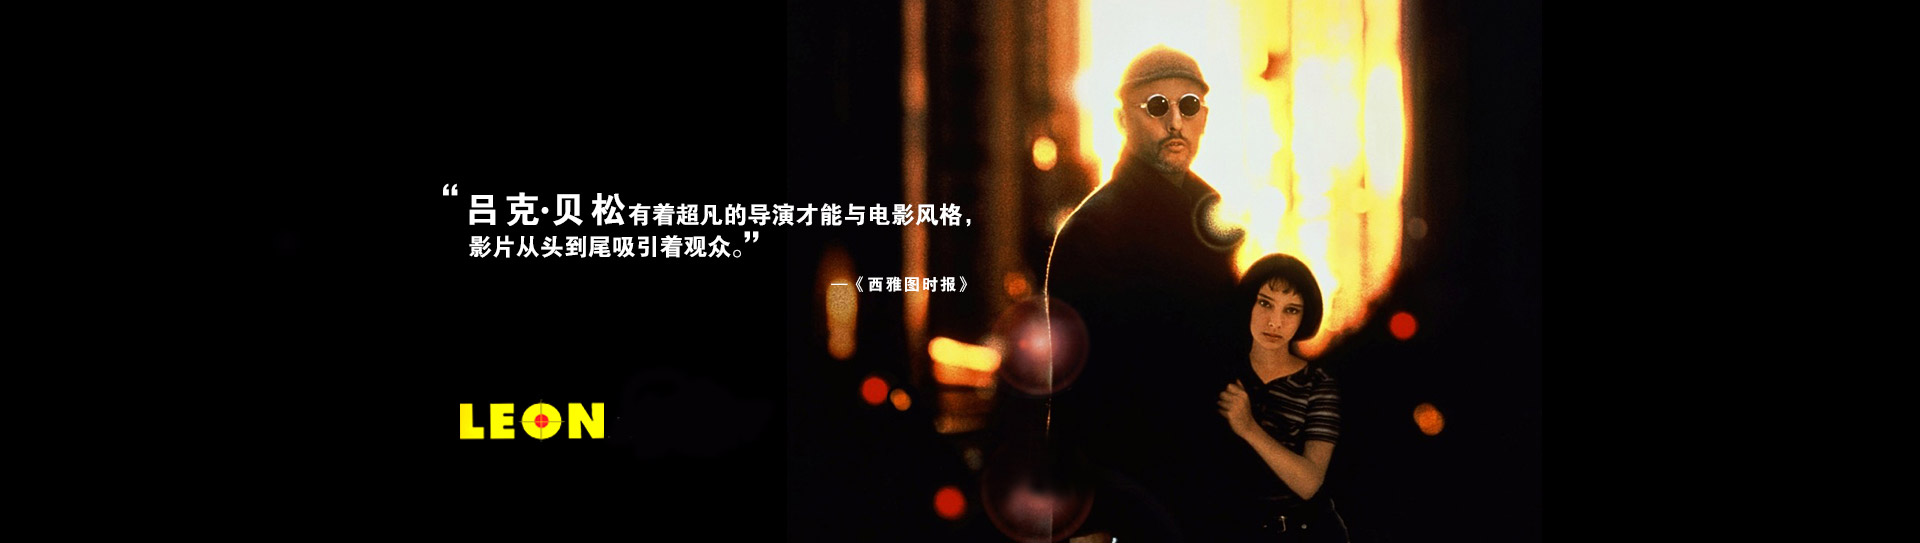 “吕克·贝松有着超凡的导演才能与电影风格，
影片从头到尾吸引着观众。”
—《西雅图时报》
LEON